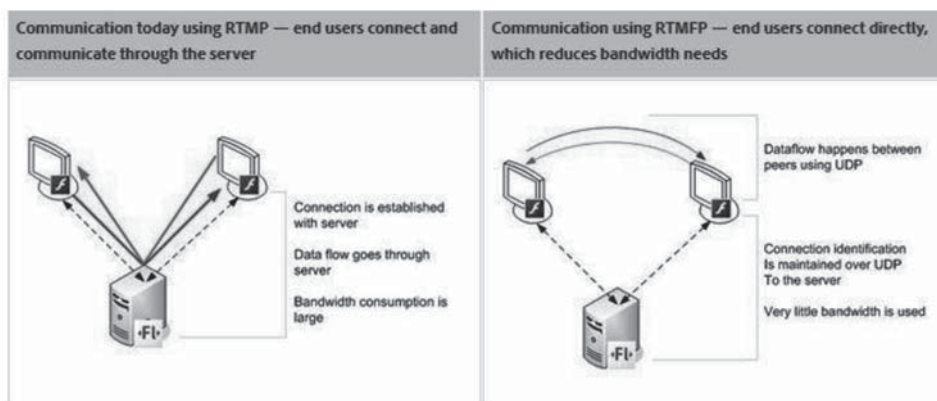 Communication today using RTMP — end users connect and
communicate through the server
Communication using RTMFP — end users connect directly,
which reduces bandwidth needs
Connection is established
with server
Data flow goes through
server
Bandwidth consumption is
large
Dataflow happens between
peers using UDP
Connection identification
Is maintained over UDP
To the server
Very little bandwidth is used
f
f
Fl
f
f
Fl